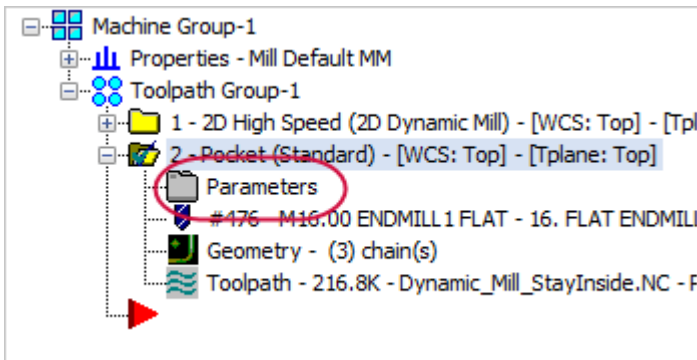 Machine Group-1
Properties - Mill Default MM
Toolpath Group-1
1 - 2D High Speed (2D Dynamic Mill) - [WCS: Top] - [Tpl
2 - Pocket (Standard) - [WCS: Top] - [Tplane: Top]
Parameters
#476 - M16.00 ENDMILL1 FLAT - 16. FLAT ENDMILL
Geometry - (3) chain(s)
Toolpath - 216.8K - Dynamic_Mill_StayInside.NC - P